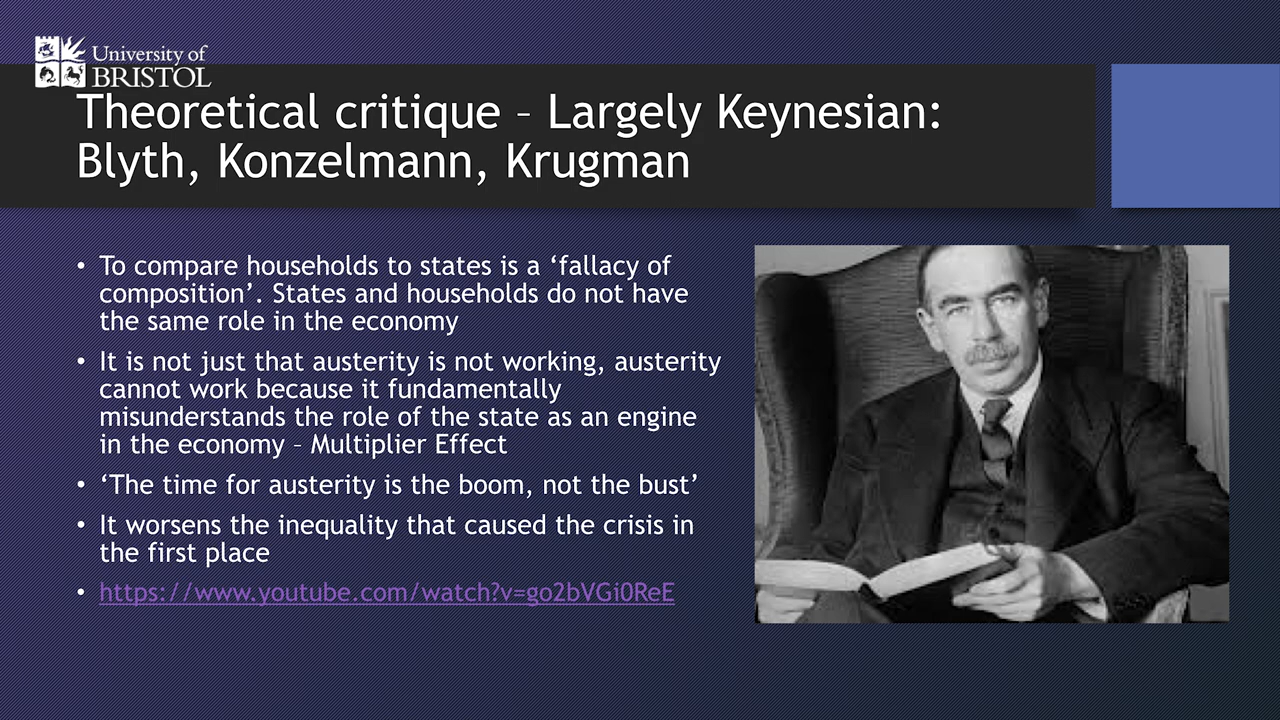 University of
BRISTOL
Theoretical critique – Largely Keynesian:
Blyth, Konzelmann, Krugman
• To compare households to states is a ‘fallacy of
composition’. States and households do not have
the same role in the economy
• It is not just that austerity is not working, austerity
cannot work because it fundamentally
misunderstands the role of the state as an engine
in the economy – Multiplier Effect
• ‘The time for austerity is the boom, not the bust’
• It worsens the inequality that caused the crisis in
the first place
• https://www.youtube.com/watch?v=go2bVGi0ReE